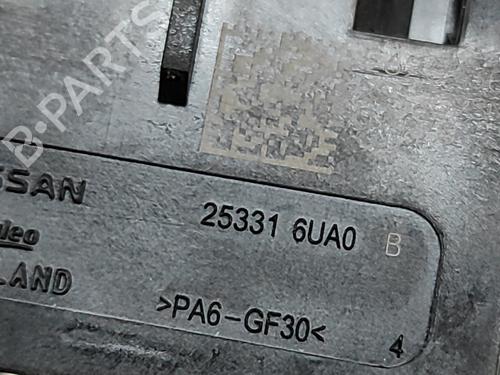 B-PARTS
SSAN 25331 6UA0 B
leo
LAND >PA6-GF30< 4